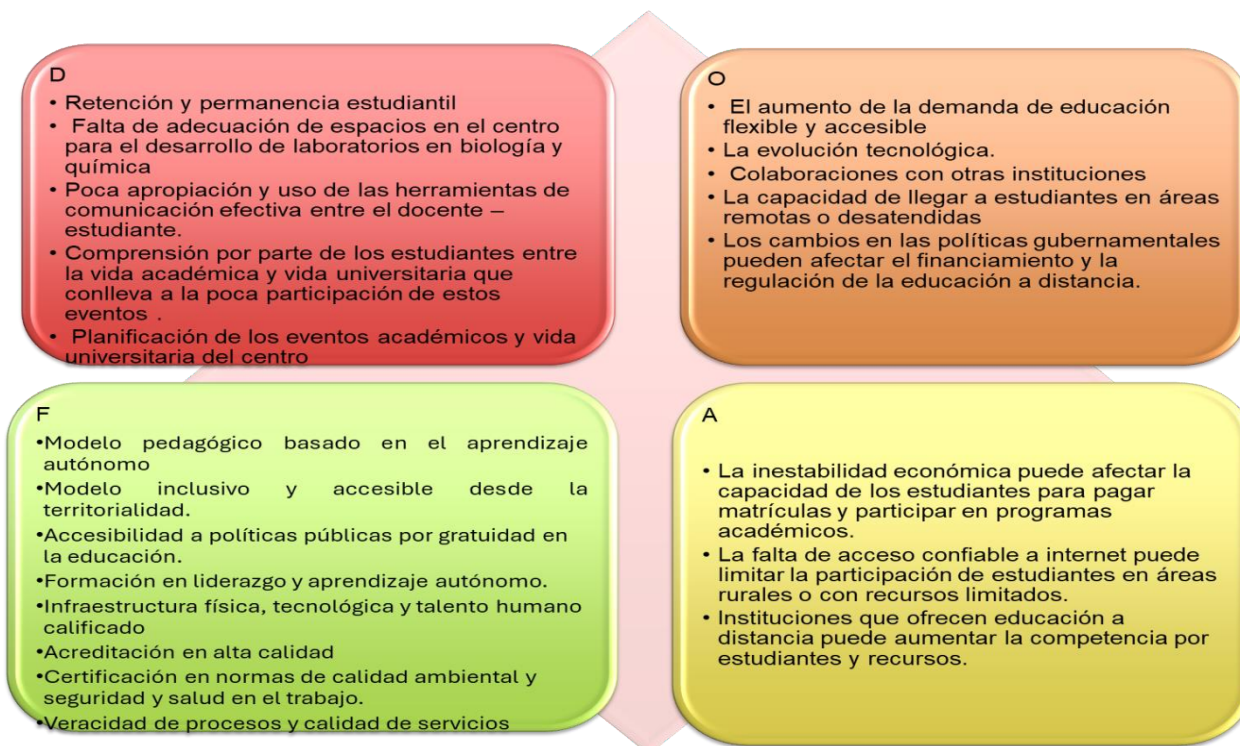 D
• Retención y permanencia estudiantil
• Falta de adecuación de espacios en el centro
para el desarrollo de laboratorios en biología y
química
• Poca apropiación y uso de las herramientas de
comunicación efectiva entre el docente –
estudiante.
• Comprensión por parte de los estudiantes entre
la vida académica y vida universitaria que
conlleva a la poca participación de estos
eventos .
• Planificación de los eventos académicos y vida
universitaria del centro
O
• El aumento de la demanda de educación
flexible y accesible
• La evolución tecnológica.
• Colaboraciones con otras instituciones
• La capacidad de llegar a estudiantes en áreas
remotas o desatendidas
• Los cambios en las políticas gubernamentales
pueden afectar el financiamiento y la
regulación de la educación a distancia.
F
•Modelo pedagógico basado en el aprendizaje
autónomo
•Modelo inclusivo y accesible desde la
territorialidad.
•Accesibilidad a políticas públicas por gratuidad en
la educación.
•Formación en liderazgo y aprendizaje autónomo.
•Infraestructura física, tecnológica y talento humano
calificado
•Acreditación en alta calidad
•Certificación en normas de calidad ambiental y
seguridad y salud en el trabajo.
•Veracidad de procesos y calidad de servicios
A
• La inestabilidad económica puede afectar la
capacidad de los estudiantes para pagar
matrículas y participar en programas
académicos.
• La falta de acceso confiable a internet puede
limitar la participación de estudiantes en áreas
rurales o con recursos limitados.
• Instituciones que ofrecen educación a
distancia puede aumentar la competencia por
estudiantes y recursos.